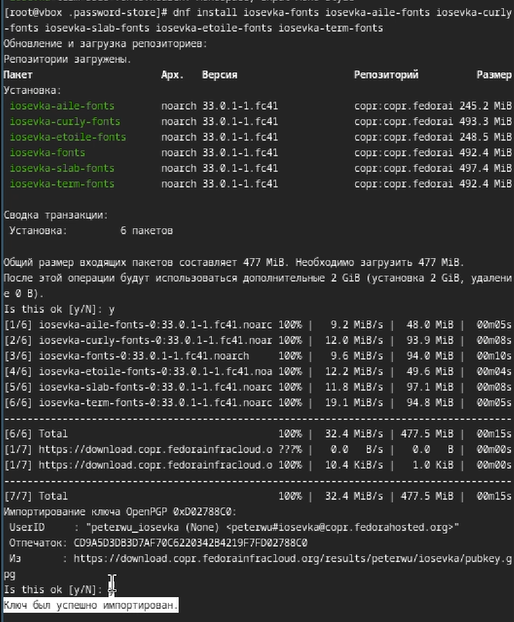 [root@vbox .password-store]# dnf install iosevka-fonts iosevka-aile-fonts iosevka-curly
-fonts iosevka-slab-fonts iosevka-etoile-fonts iosevka-term-fonts
Обновление и загрузка репозиториев:
Репозитории загружены.
Пакет Арх. Версия Репозиторий Размер
Установка:
iosevka-aile-fonts noarch 33.0.1-1.fc41 copr:copr.fedorai 245.2 MiB
iosevka-curly-fonts noarch 33.0.1-1.fc41 copr:copr.fedorai 493.3 MiB
iosevka-etoile-fonts noarch 33.0.1-1.fc41 copr:copr.fedorai 248.5 MiB
iosevka-fonts noarch 33.0.1-1.fc41 copr:copr.fedorai 492.4 MiB
iosevka-slab-fonts noarch 33.0.1-1.fc41 copr:copr.fedorai 497.4 MiB
iosevka-term-fonts noarch 33.0.1-1.fc41 copr:copr.fedorai 492.4 MiB
Сводка транзакции:
Установка: 6 пакетов
Общий размер входящих пакетов составляет 477 MiB. Необходимо загрузить 477 MiB.
После этой операции будут использоваться дополнительные 2 GiB (установка 2 GiB, удалени
е 0 B).
Is this ok [y/N]: y
[1/6] iosevka-aile-fonts-0:33.0.1-1.fc41.noarc 100% | 9.2 MiB/s | 48.0 MiB | 00m05s
[2/6] iosevka-curly-fonts-0:33.0.1-1.fc41.noar 100% | 12.0 MiB/s | 93.9 MiB | 00m08s
[3/6] iosevka-fonts-0:33.0.1-1.fc41.noarch 100% | 9.6 MiB/s | 94.0 MiB | 00m10s
[4/6] iosevka-etoile-fonts-0:33.0.1-1.fc41.noa 100% | 12.2 MiB/s | 49.6 MiB | 00m04s
[5/6] iosevka-slab-fonts-0:33.0.1-1.fc41.noarc 100% | 11.8 MiB/s | 97.1 MiB | 00m08s
[6/6] iosevka-term-fonts-0:33.0.1-1.fc41.noarc 100% | 19.1 MiB/s | 94.8 MiB | 00m05s
--------------------------------------------------------------------------------
[6/6] Total 100% | 32.4 MiB/s | 477.5 MiB | 00m15s
[1/7] https://download.copr.fedorainfracloud.o ???% | 0.0 B/s | 0.0 B | 00m00s
[1/7] https://download.copr.fedorainfracloud.o 100% | 10.4 KiB/s | 1.0 KiB | 00m00s
--------------------------------------------------------------------------------
[7/7] Total 100% | 32.4 MiB/s | 477.5 MiB | 00m15s
Импортирование ключа OpenPGP 0xD02788C0:
UserID : "peterwu_iosevka (None) <peterwu#iosevka@copr.fedorahosted.org>"
Отпечаток: CD9A5D3DB3D7AF70C6220342B4219F7FD02788C0
Из : https://download.copr.fedorainfracloud.org/results/peterwu/iosevka/pubkey.g
pg
Is this ok [y/N]:
Ключ был успешно импортирован.